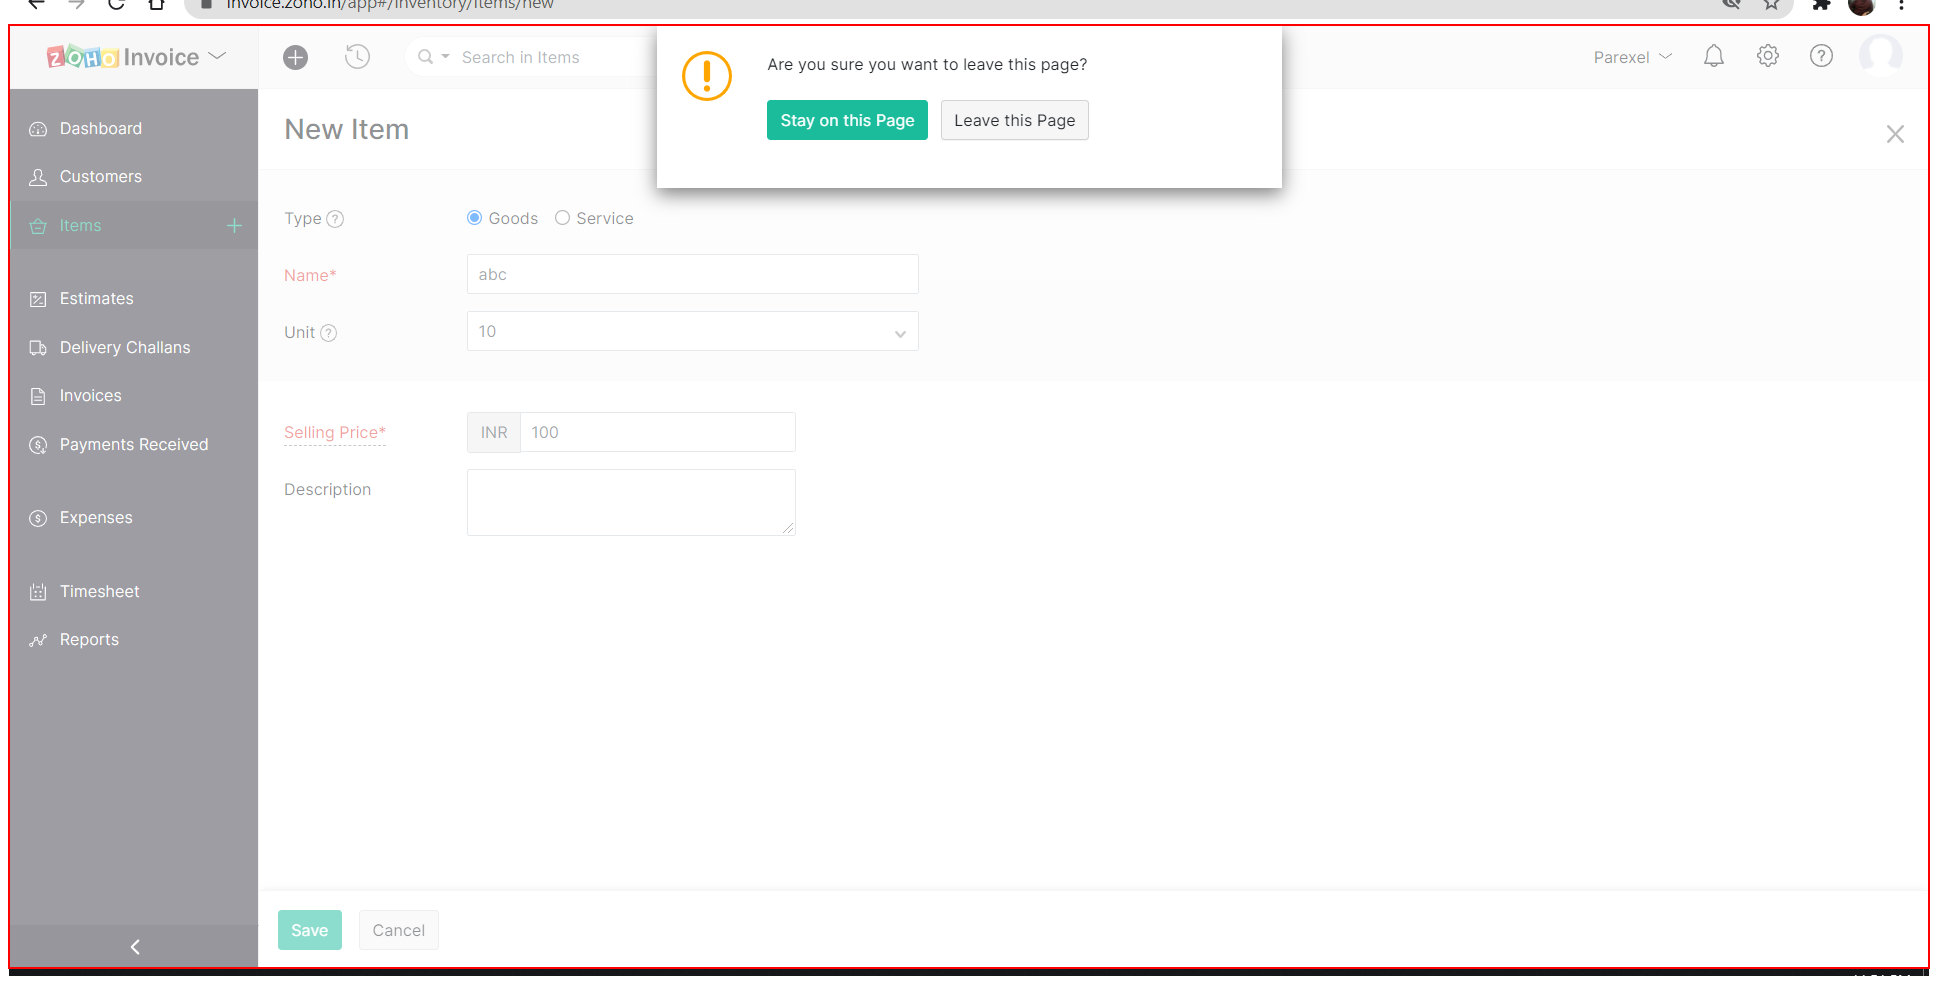 invoice.zoho.in/app#/inventory/items/new
ZOHO Invoice
Search in Items
Parexel
Are you sure you want to leave this page?
Stay on this Page
Leave this Page
Dashboard
Customers
Items
Estimates
Delivery Challans
Invoices
Payments Received
Expenses
Timesheet
Reports
New Item
Type
Goods
Service
Name*
abc
Unit
10
Selling Price*
INR
100
Description
Save
Cancel